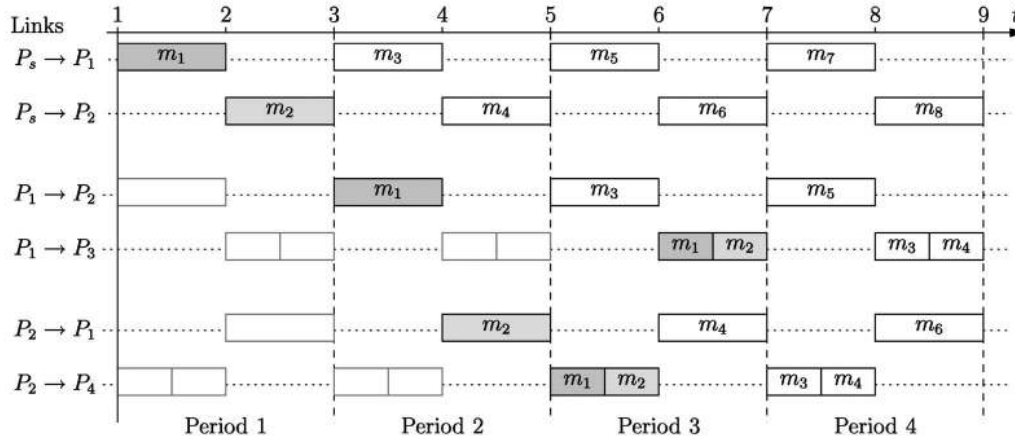 1 2 3 4 5 6 7 8 9 t
Links
P_s → P_1 m_1 m_3 m_5 m_7
P_s → P_2 m_2 m_4 m_6 m_8
P_1 → P_2 m_1 m_3 m_5
P_1 → P_3 m_1 m_2 m_3 m_4
P_2 → P_1 m_2 m_4 m_6
P_2 → P_4 m_1 m_2 m_3 m_4
Period 1 Period 2 Period 3 Period 4